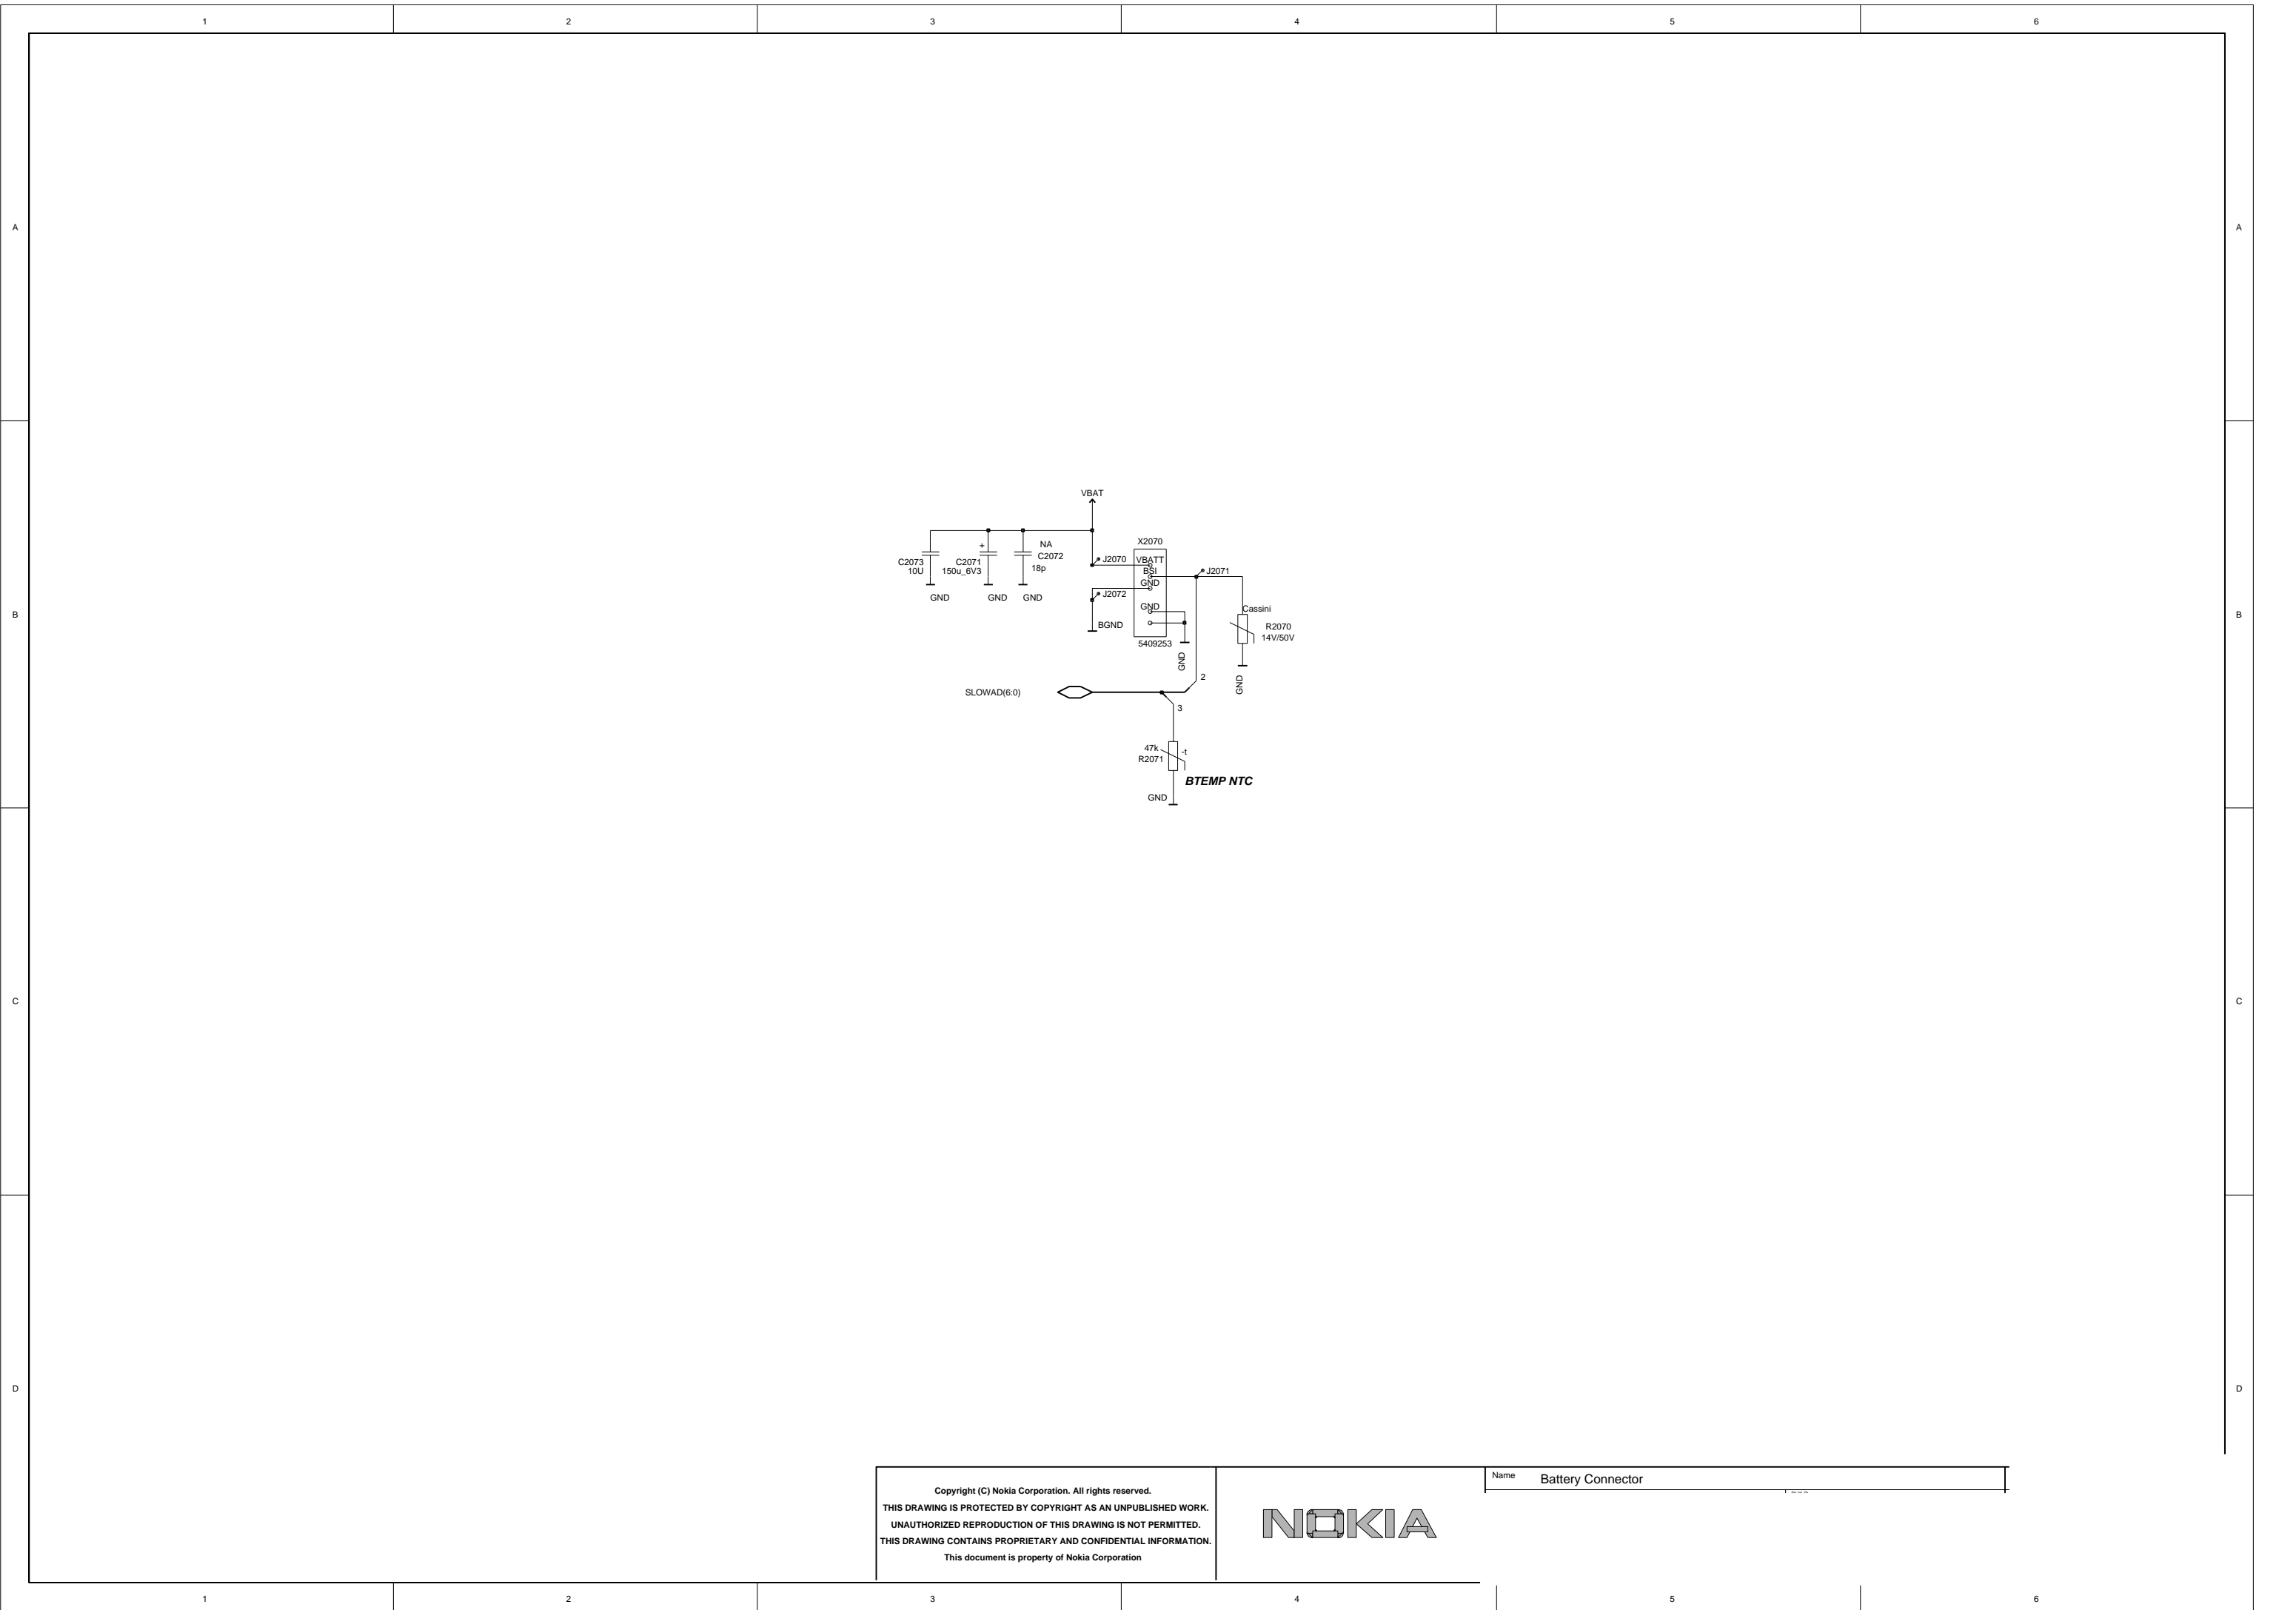 1 2 3 4 5 6
A A
VBAT
X2070
NA
C2073
10U
C2071
150u_6V3
+
C2072
18p
GND GND GND
J2070
VBATT
BSI
GND
GND
J2071
J2072
BGND
5409253
GND
Cassini
R2070
14V/50V
GND
B B
SLOWAD(6:0)
2
3
47k
R2071
-t
BTEMP NTC
GND
C C
D D
Copyright (C) Nokia Corporation. All rights reserved.
THIS DRAWING IS PROTECTED BY COPYRIGHT AS AN UNPUBLISHED WORK.
UNAUTHORIZED REPRODUCTION OF THIS DRAWING IS NOT PERMITTED.
THIS DRAWING CONTAINS PROPRIETARY AND CONFIDENTIAL INFORMATION.
This document is property of Nokia Corporation
NOKIA
Name Battery Connector
1 2 3 4 5 6